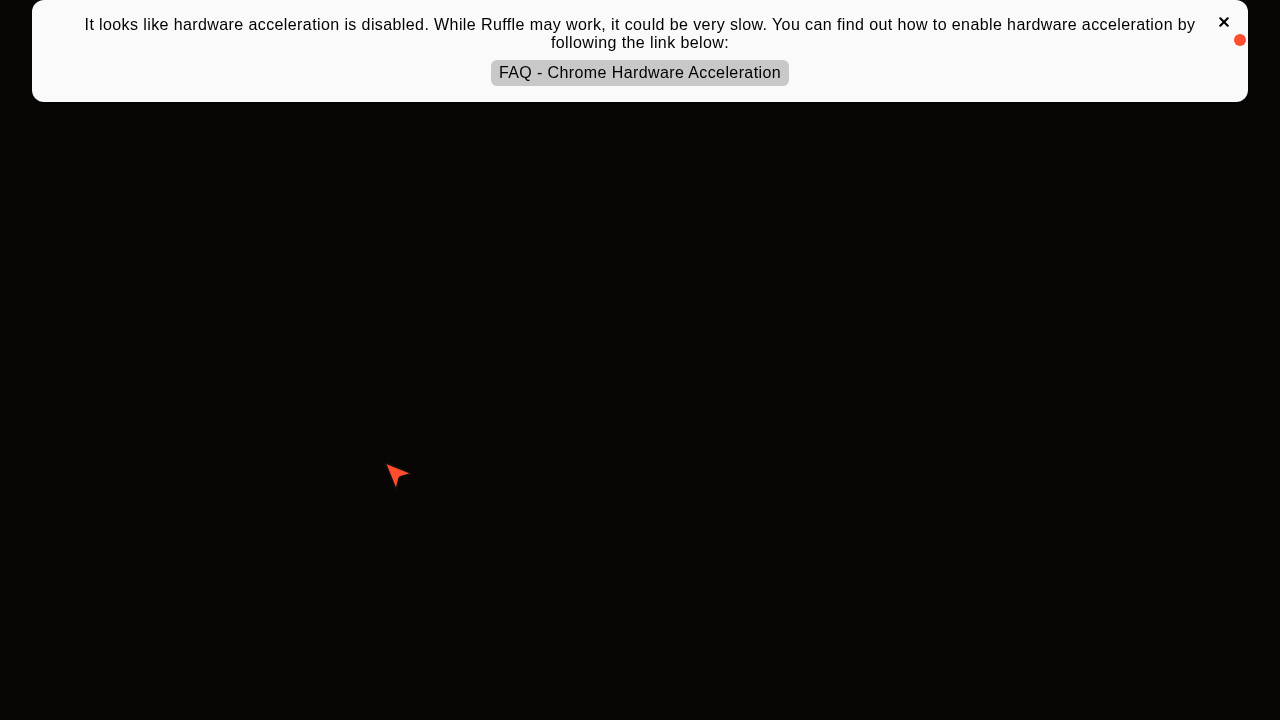 It looks like hardware acceleration is disabled. While Ruffle may work, it could be very slow. You can find out how to enable hardware acceleration by
following the link below:
FAQ - Chrome Hardware Acceleration